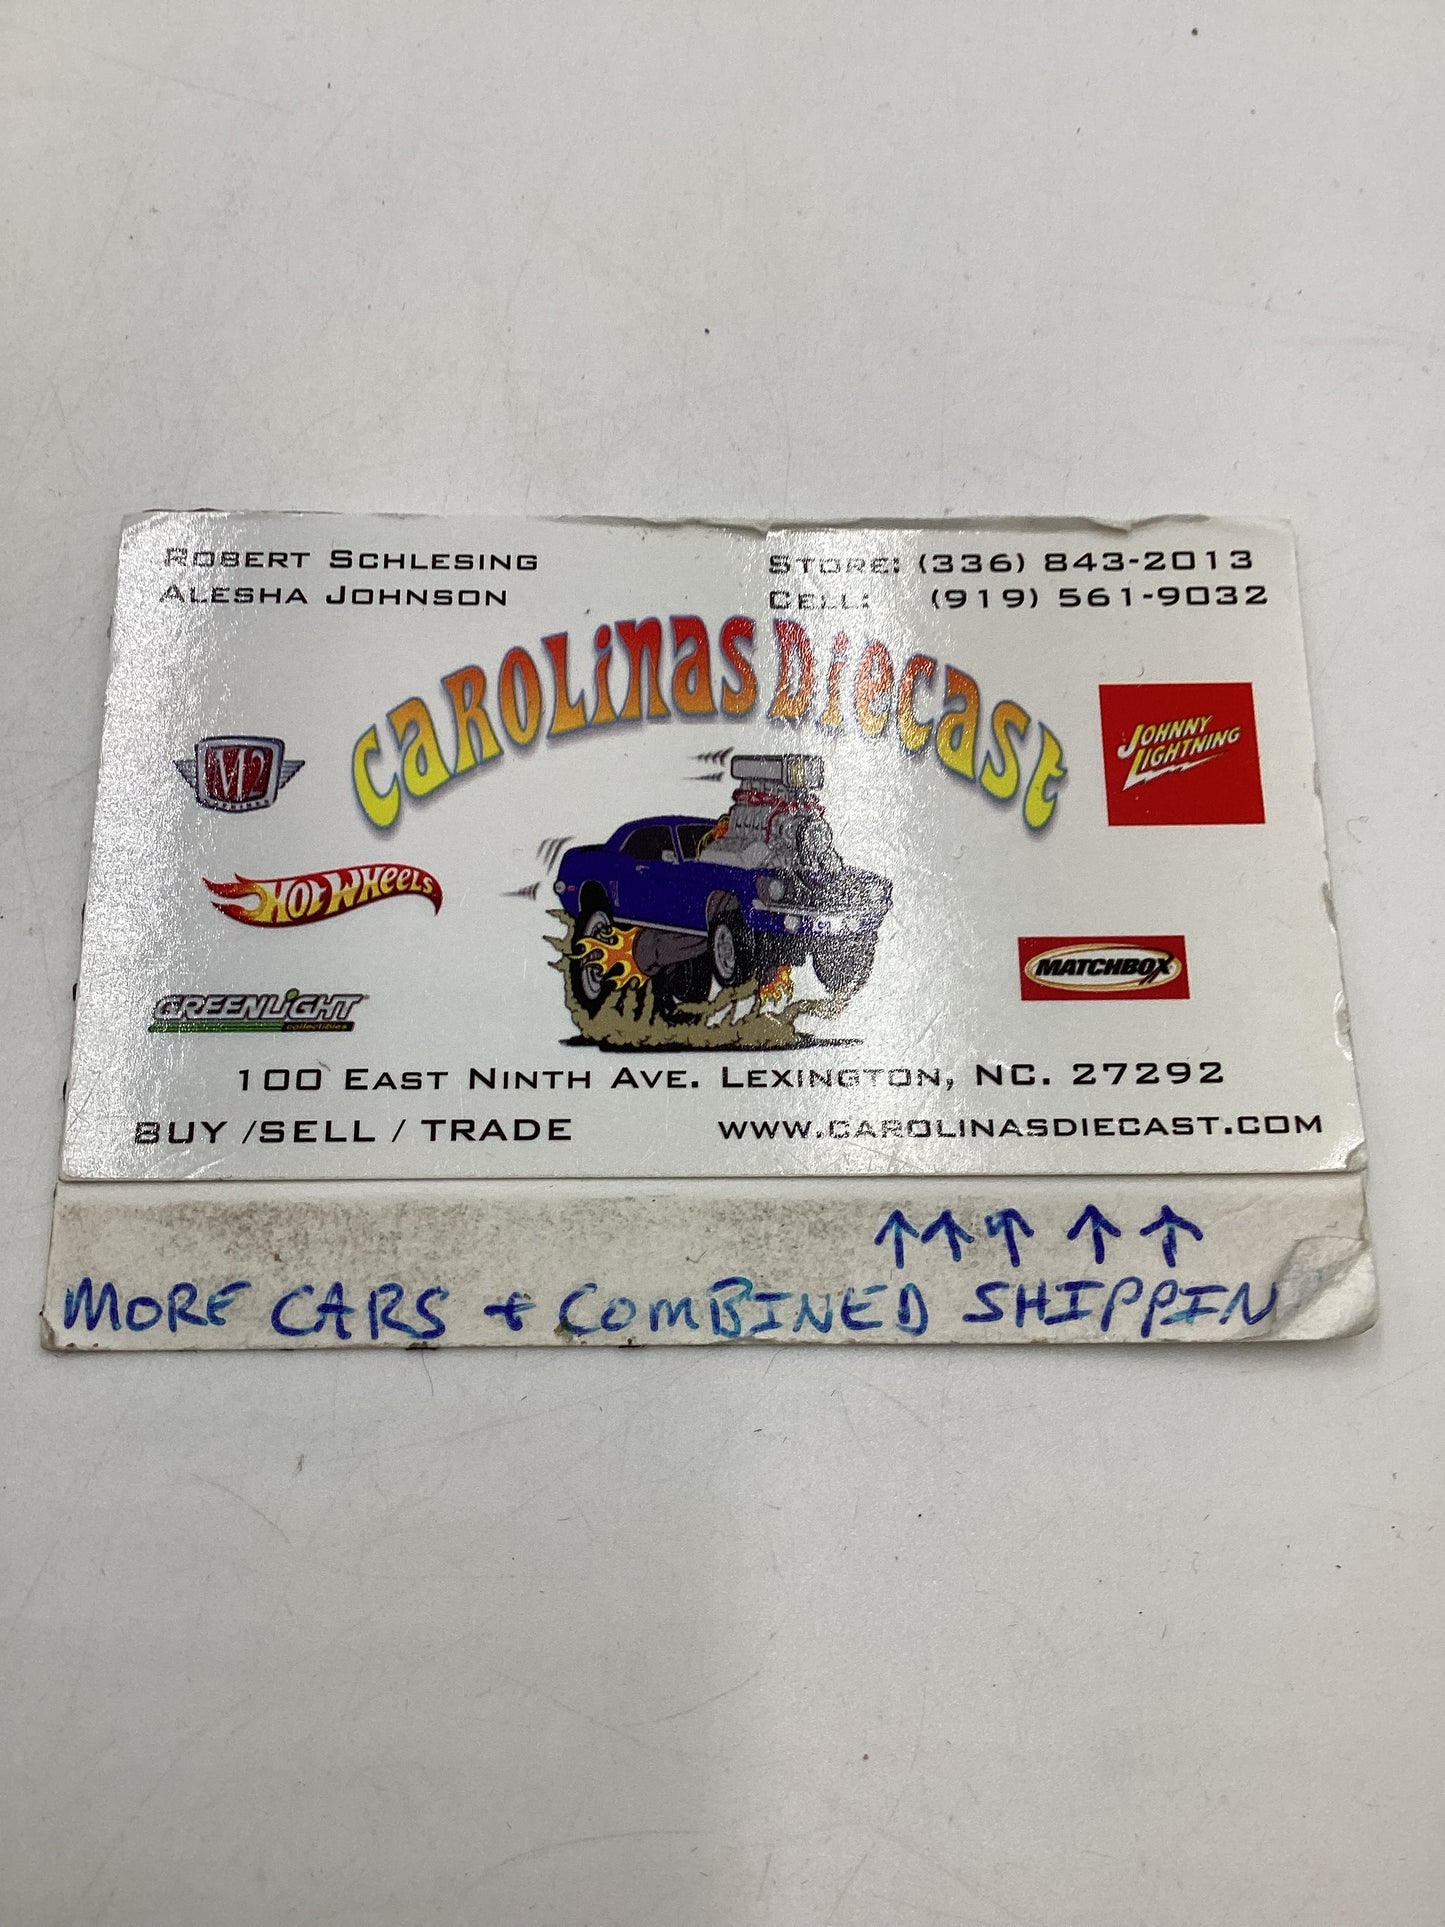 ROBERT SCHLESING
ALESHA JOHNSON
STORE: (336) 843-2013
CELL: (919) 561-9032
CAROLiNAS DiECAST
M2
JOHNNY
LIGHTNING
HOT WHEELS
MATCHBOX
GREENLiGHT
collectibles
100 EAST NINTH AVE. LEXINGTON, NC. 27292
BUY /SELL / TRADE
WWW.CAROLINASDIECAST.COM
↑ ↑ ↑ ↑ ↑
MORE CARS + COMBINED SHIPPIN